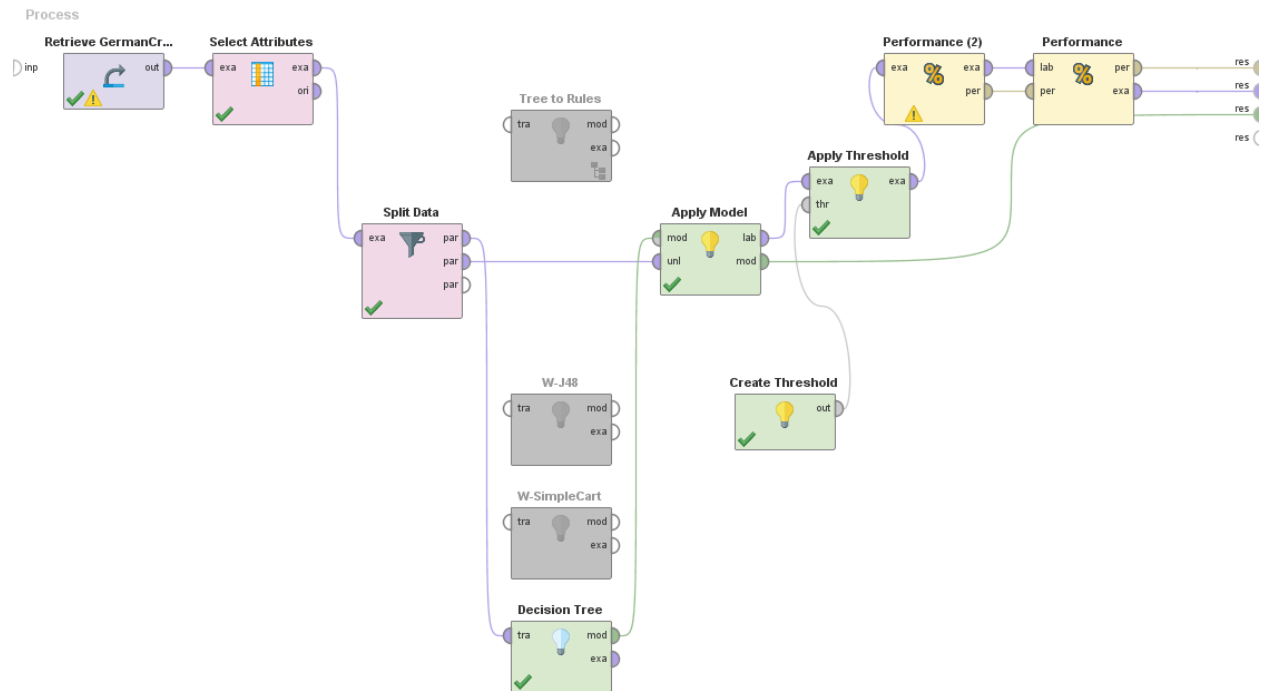 Process
Retrieve GermanCr...
inp
out
Select Attributes
exa
exa
ori
Tree to Rules
tra
mod
exa
Performance (2)
exa
exa
per
Performance
lab
per
per
exa
res
res
res
res
Apply Threshold
exa
exa
thr
Split Data
exa
par
par
par
Apply Model
mod
lab
unl
mod
W-J48
tra
mod
exa
Create Threshold
out
W-SimpleCart
tra
mod
exa
Decision Tree
tra
mod
exa